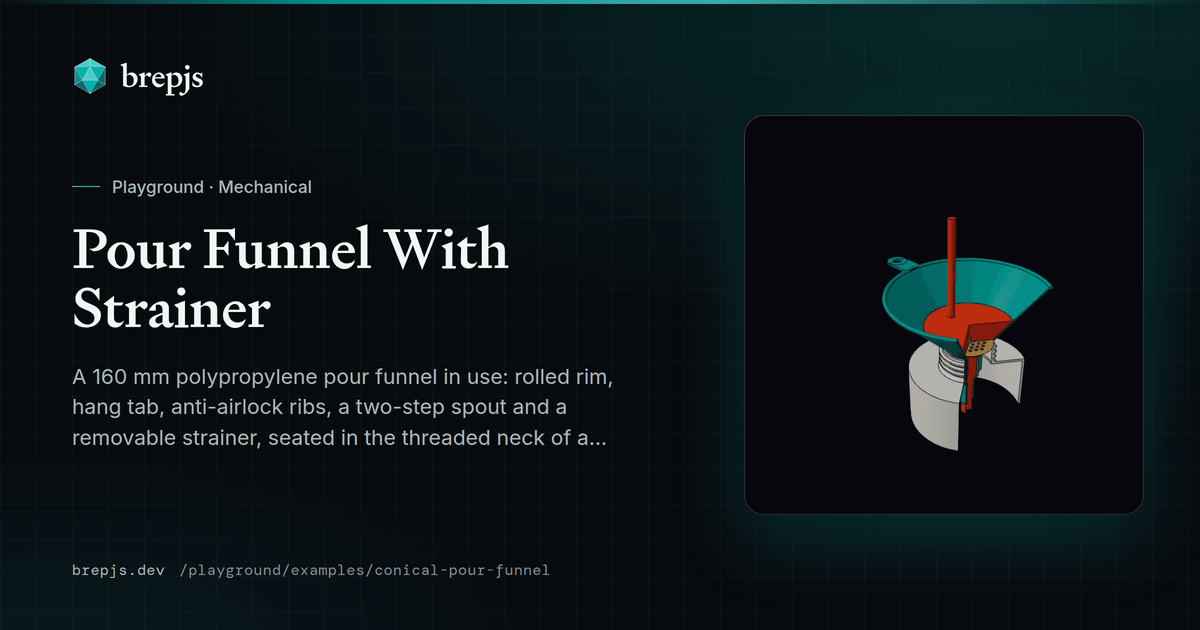 brepjs
Playground · Mechanical
Pour Funnel With
Strainer
A 160 mm polypropylene pour funnel in use: rolled rim,
hang tab, anti-airlock ribs, a two-step spout and a
removable strainer, seated in the threaded neck of a...
brepjs.dev /playground/examples/conical-pour-funnel